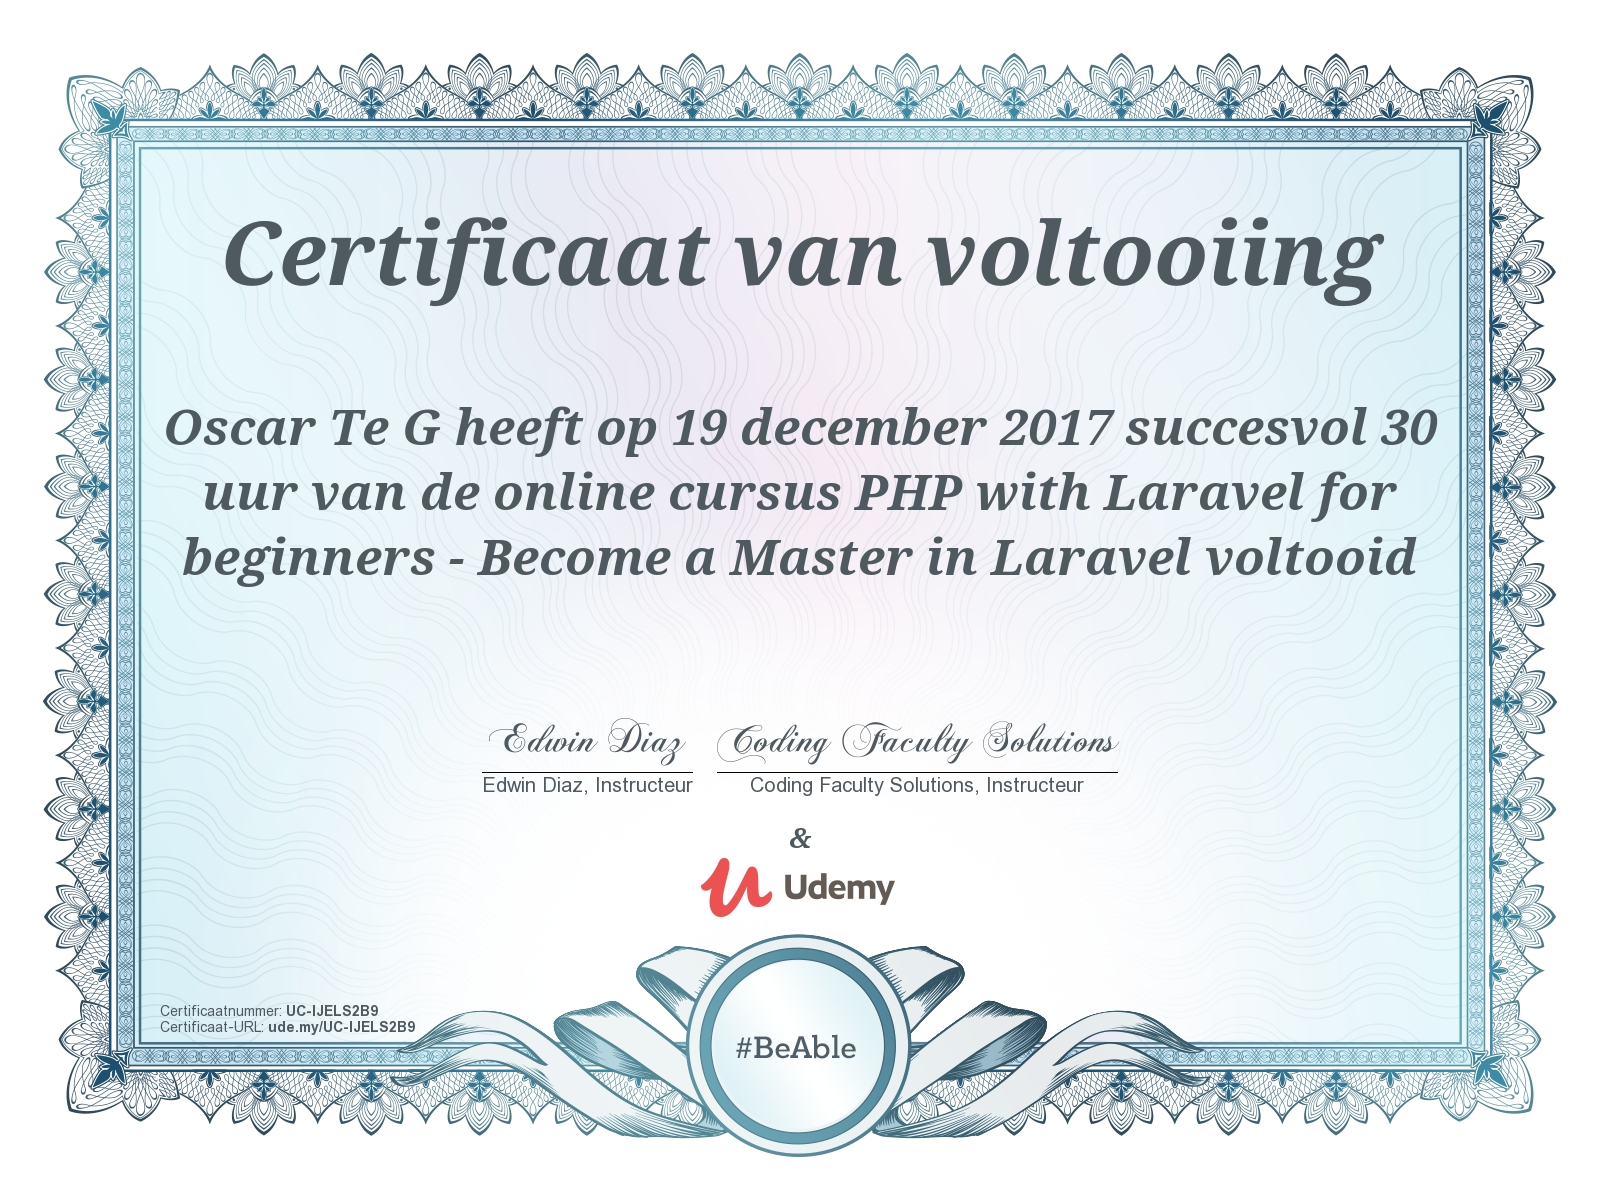 Certificaat van voltooiing
Oscar Te G heeft op 19 december 2017 succesvol 30
uur van de online cursus PHP with Laravel for
beginners - Become a Master in Laravel voltooid
Edwin Diaz Coding Faculty Solutions
Edwin Diaz, Instructeur Coding Faculty Solutions, Instructeur
&
Udemy
Certificaatnummer: UC-IJELS2B9
Certificaat-URL: ude.my/UC-IJELS2B9
#BeAble